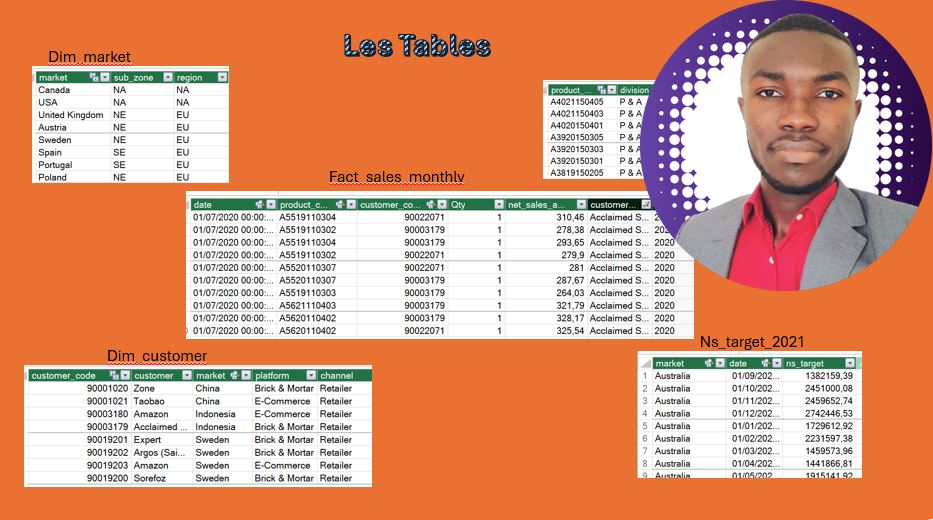 Les Tables
Dim_market
market sub_zone region
Canada NA NA
USA NA NA
United Kingdom NE EU
Austria NE EU
Sweden NE EU
Spain SE EU
Portugal SE EU
Poland NE EU
product_... division
A4021150405 P & A
A4021150403 P & A
A4020150401 P & A
A3920150305 P & A
A3920150303 P & A
A3920150301 P & A
A3819150205 P & A
Fact_sales_monthly
date product_c... customer_co... Qty net_sales_a... customer...
01/07/2020 00:00:... A5519110304 90022071 1 310,46 Acclaimed S...
01/07/2020 00:00:... A5519110302 90003179 1 278,38 Acclaimed S... 2020
01/07/2020 00:00:... A5519110304 90003179 1 293,65 Acclaimed S... 2020
01/07/2020 00:00:... A5519110302 90022071 1 279,9 Acclaimed S... 2020
01/07/2020 00:00:... A5520110307 90022071 1 281 Acclaimed S... 2020
01/07/2020 00:00:... A5520110307 90003179 1 287,67 Acclaimed S... 2020
01/07/2020 00:00:... A5519110303 90003179 1 264,03 Acclaimed S... 2020
01/07/2020 00:00:... A5621110403 90003179 1 321,79 Acclaimed S... 2020
01/07/2020 00:00:... A5620110402 90003179 1 328,17 Acclaimed S... 2020
01/07/2020 00:00:... A5620110402 90022071 1 325,54 Acclaimed S... 2020
Dim_customer
customer_code customer market platform channel
90001020 Zone China Brick & Mortar Retailer
90001021 Taobao China E-Commerce Retailer
90003180 Amazon Indonesia E-Commerce Retailer
90003179 Acclaimed ... Indonesia Brick & Mortar Retailer
90019201 Expert Sweden Brick & Mortar Retailer
90019202 Argos (Sai... Sweden Brick & Mortar Retailer
90019203 Amazon Sweden E-Commerce Retailer
90019200 Sorefoz Sweden Brick & Mortar Retailer
Ns_target_2021
market date ns_target
1 Australia 01/09/202... 1382159,39
2 Australia 01/10/202... 2451000,08
3 Australia 01/11/202... 2459652,74
4 Australia 01/12/202... 2742446,53
5 Australia 01/01/202... 1729612,92
6 Australia 01/02/202... 2231597,38
7 Australia 01/03/202... 1459573,96
8 Australia 01/04/202... 1441866,81
9 Australia 01/05/202... 1915141,92